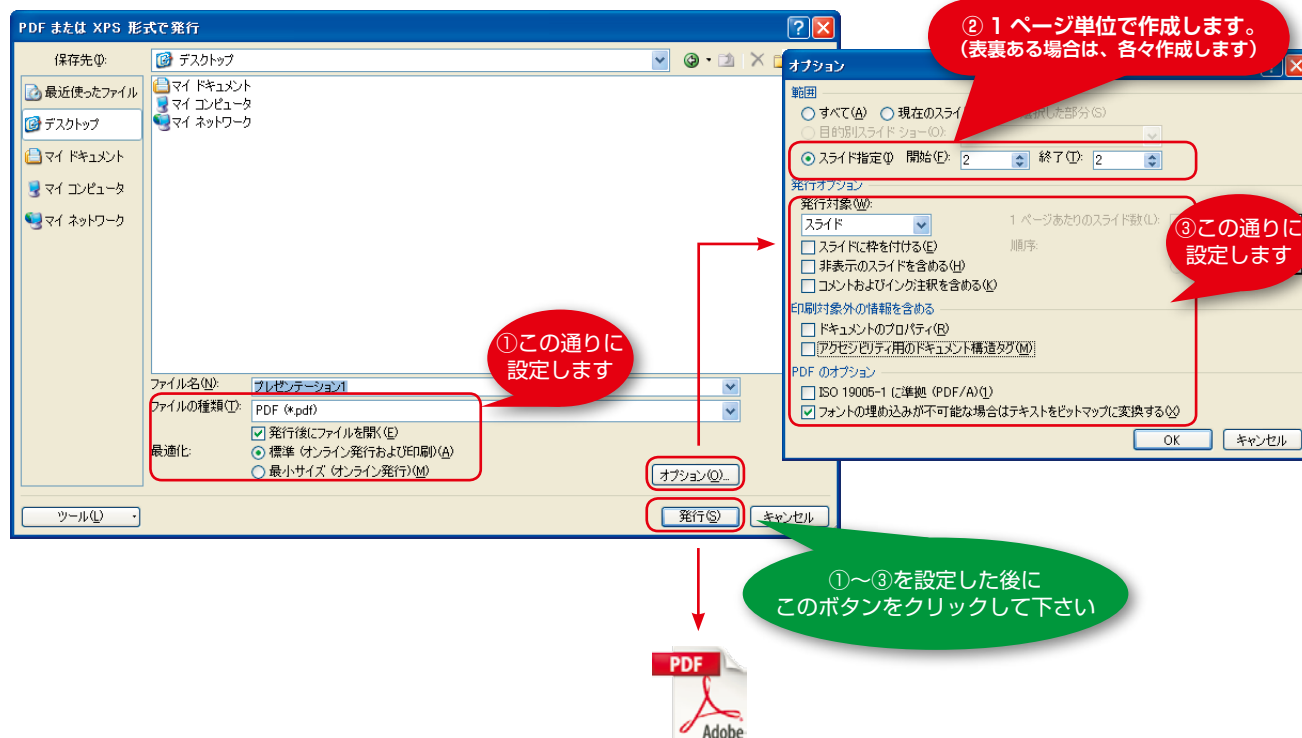 PDF または XPS 形式で発行
保存先(I):
デスクトップ
最近使ったファイル
デスクトップ
マイ ドキュメント
マイ コンピュータ
マイ ネットワーク
マイ ドキュメント
マイ コンピュータ
マイ ネットワーク
①この通りに
設定します
ファイル名(N):
プレゼンテーション1
ファイルの種類(T):
PDF (*.pdf)
発行後にファイルを開く(E)
最適化:
標準 (オンライン発行および印刷)(A)
最小サイズ (オンライン発行)(M)
オプション(O)...
ツール(L)
発行(S)
キャンセル
② 1 ページ単位で作成します。
(表裏ある場合は、各々作成します)
オプション
範囲
すべて(A)
現在のスライ
択した部分(S)
目的別スライド ショー(O):
スライド指定(I) 開始(F): 2 終了(T): 2
発行オプション
発行対象(W):
スライド
1 ページあたりのスライド数(L):
スライドに枠を付ける(E)
順序:
非表示のスライドを含める(H)
コメントおよびインク注釈を含める(K)
③この通りに
設定します
印刷対象外の情報を含める
ドキュメントのプロパティ(R)
アクセシビリティ用のドキュメント構造タグ(M)
PDF のオプション
ISO 19005-1 に準拠 (PDF/A)(1)
フォントの埋め込みが不可能な場合はテキストをビットマップに変換する(X)
OK
キャンセル
①〜③を設定した後に
このボタンをクリックして下さい
PDF
Adobe